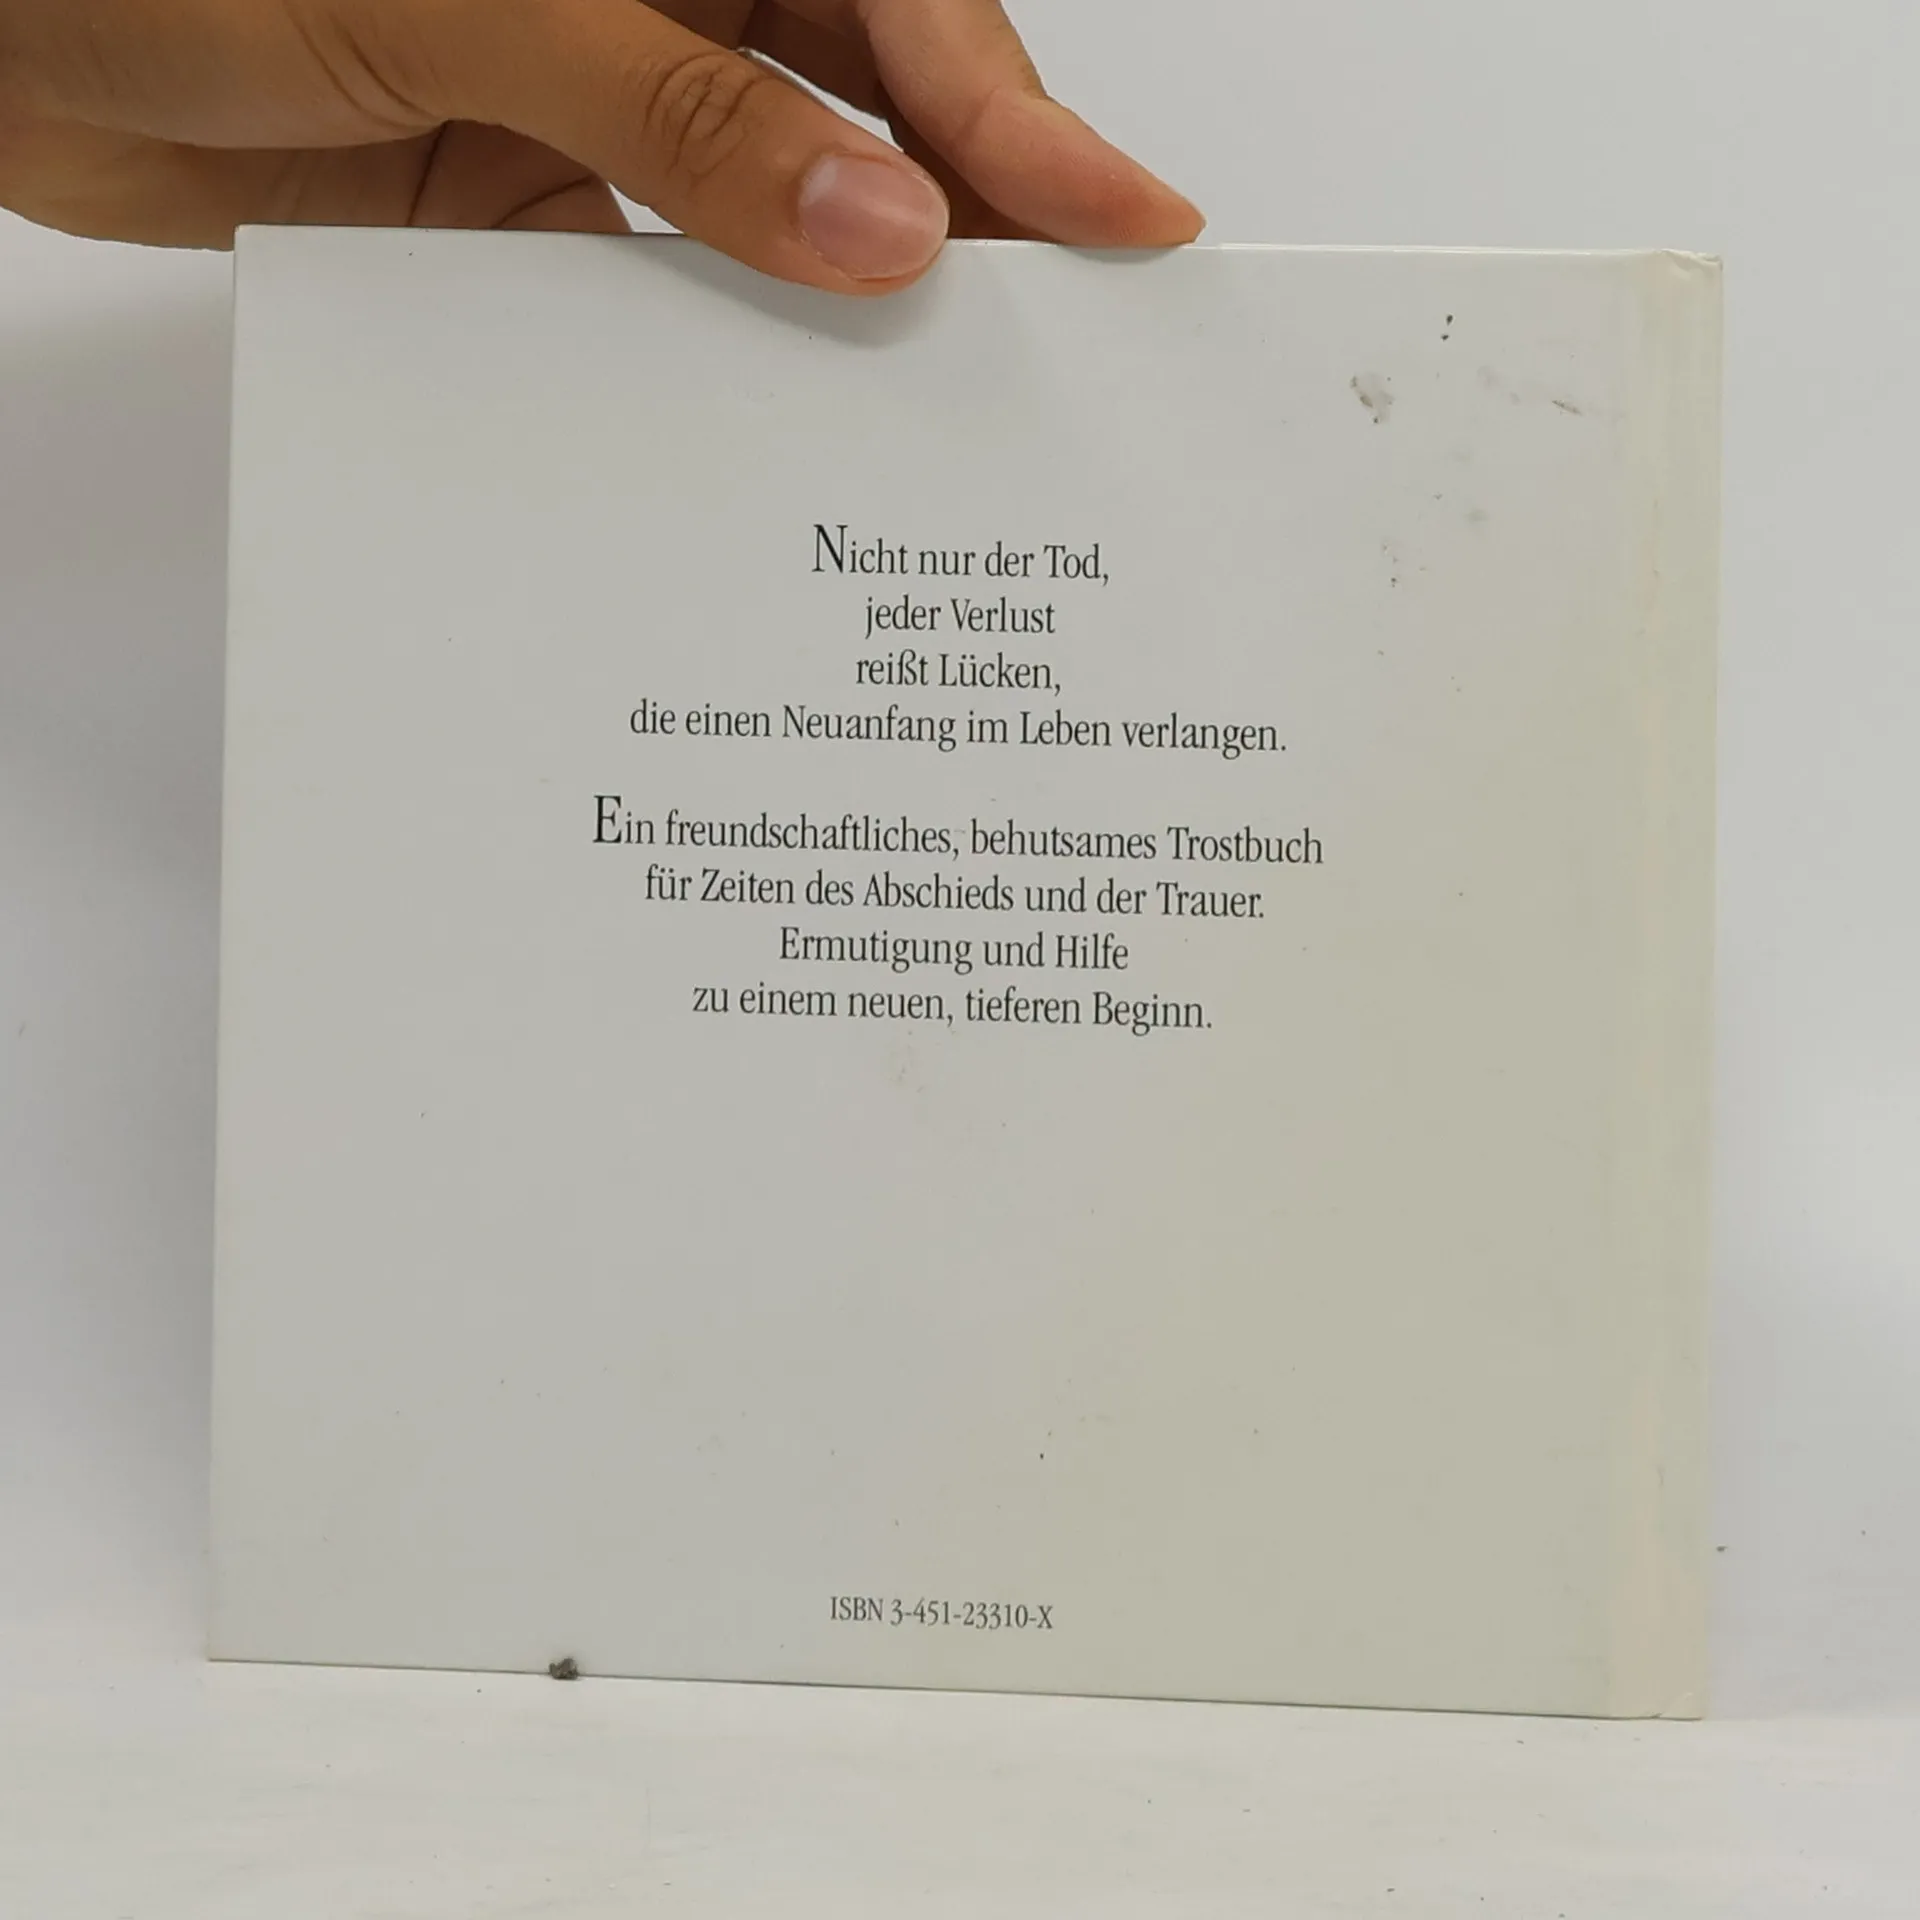 Nicht nur der Tod,
jeder Verlust
reißt Lücken,
die einen Neuanfang im Leben verlangen.
Ein freundschaftliches, behutsames Trostbuch
für Zeiten des Abschieds und der Trauer.
Ermutigung und Hilfe
zu einem neuen, tieferen Beginn.
ISBN 3-451-23310-X